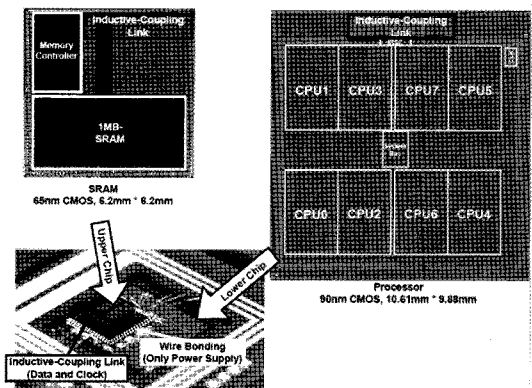 Inductive-Coupling
Link
Memory
Controller
1MB-
SRAM
SRAM
65nm CMOS, 6.2mm * 6.2mm
Inductive-Coupling
Link
CPU1
CPU3
CPU7
CPU5
System
Bus
CPU0
CPU2
CPU6
CPU4
Processor
90nm CMOS, 10.61mm * 9.88mm
Upper Chip
Lower Chip
Wire Bonding
(Only Power Supply)
Inductive-Coupling Link
(Data and Clock)